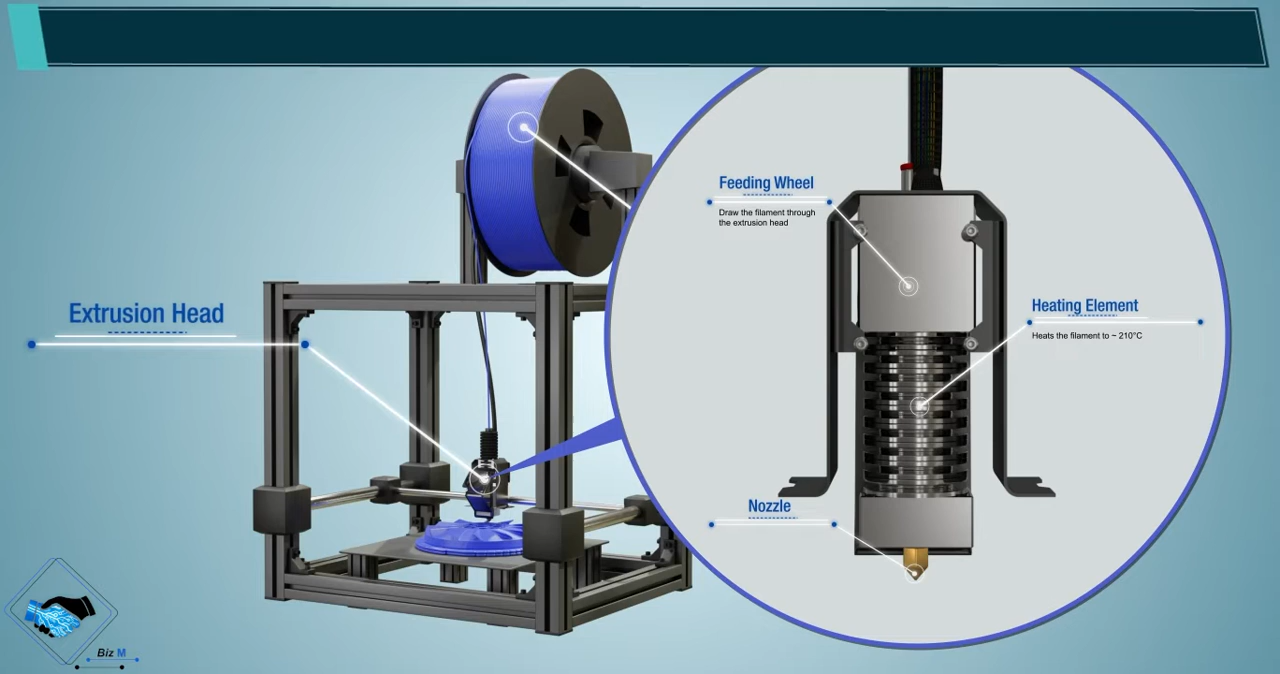 Extrusion Head
Feeding Wheel
Draw the filament through
the extrusion head
Heating Element
Heats the filament to ~ 210°C
Nozzle
Biz M